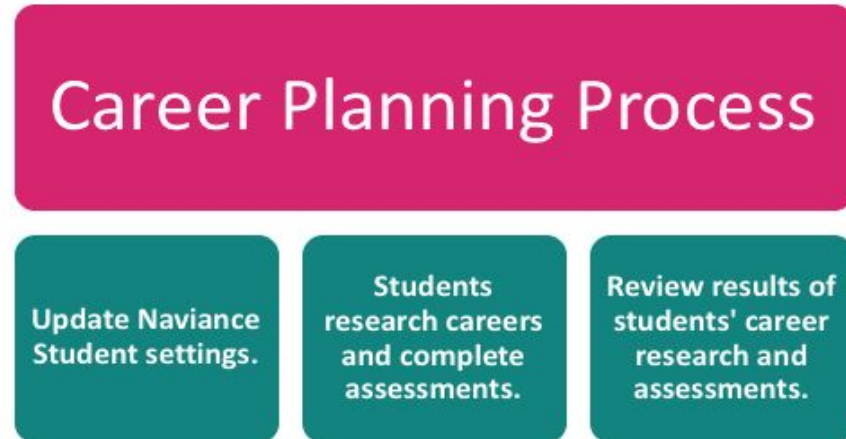 Career Planning Process
Update Naviance
Student settings.
Students
research careers
and complete
assessments.
Review results of
students' career
research and
assessments.